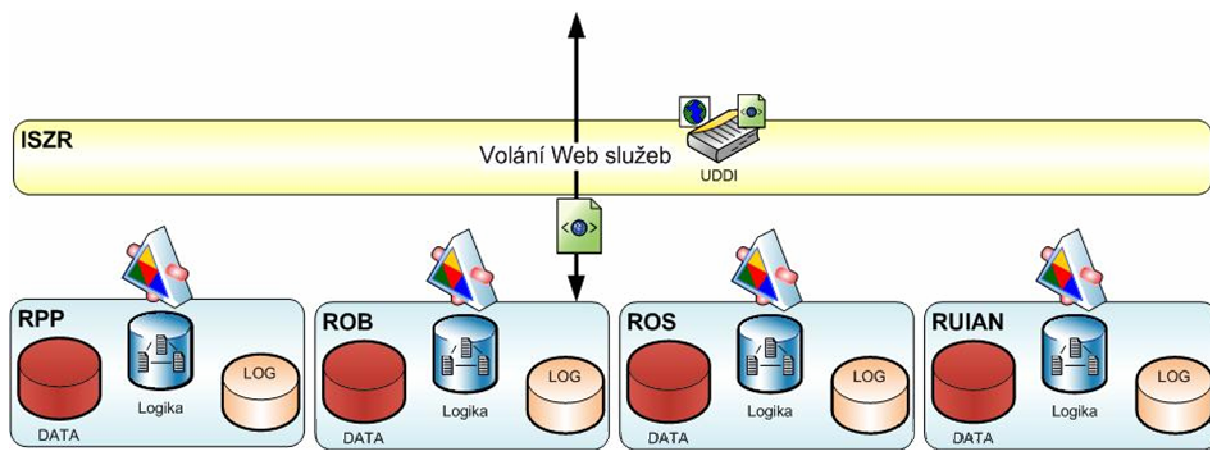 ISZR
Volání Web služeb
UDDI
RPP
Logika
LOG
DATA
ROB
Logika
LOG
DATA
ROS
Logika
LOG
DATA
RUIAN
Logika
LOG
DATA